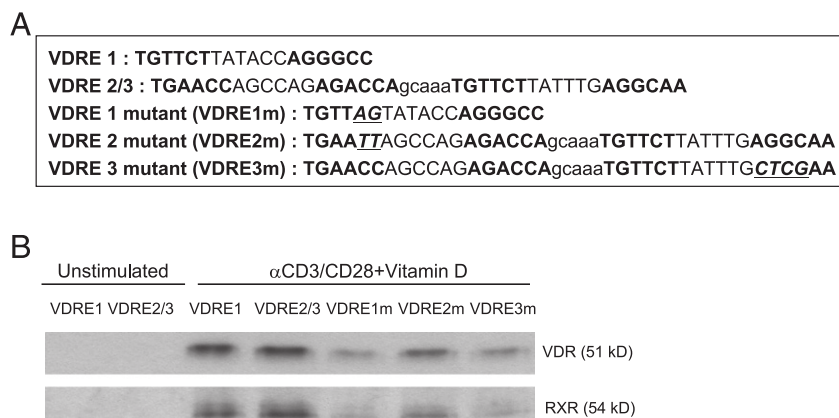 A
VDRE 1 : TGTTCTTATACCAGGGCC
VDRE 2/3 : TGAACCAGCCAGAGACCAgcaaaTGTTCTTATTTGAGGCAA
VDRE 1 mutant (VDRE1m) : TGTTAGTATACCAGGGCC
VDRE 2 mutant (VDRE2m) : TGAATTAGCCAGAGACCAgcaaaTGTTCTTATTTGAGGCAA
VDRE 3 mutant (VDRE3m) : TGAACCAGCCAGAGACCAgcaaaTGTTCTTATTTGCTCGAA
B
Unstimulated αCD3/CD28+Vitamin D
VDRE1 VDRE2/3 VDRE1 VDRE2/3 VDRE1m VDRE2m VDRE3m
VDR (51 kD)
RXR (54 kD)